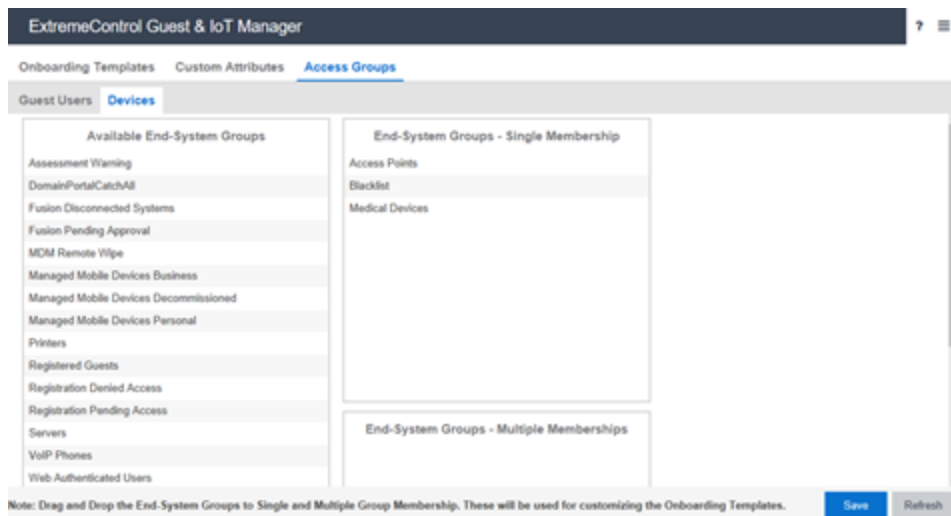 ExtremeControl Guest & IoT Manager
?
Onboarding Templates Custom Attributes Access Groups
Guest Users Devices
Available End-System Groups
Assessment Warning
DomainPortalCatchAll
Fusion Disconnected Systems
Fusion Pending Approval
MDM Remote Wipe
Managed Mobile Devices Business
Managed Mobile Devices Decommissioned
Managed Mobile Devices Personal
Printers
Registered Guests
Registration Denied Access
Registration Pending Access
Servers
VoIP Phones
Web Authenticated Users
End-System Groups - Single Membership
Access Points
Blacklist
Medical Devices
End-System Groups - Multiple Memberships
Note: Drag and Drop the End-System Groups to Single and Multiple Group Membership. These will be used for customizing the Onboarding Templates.
Save Refresh